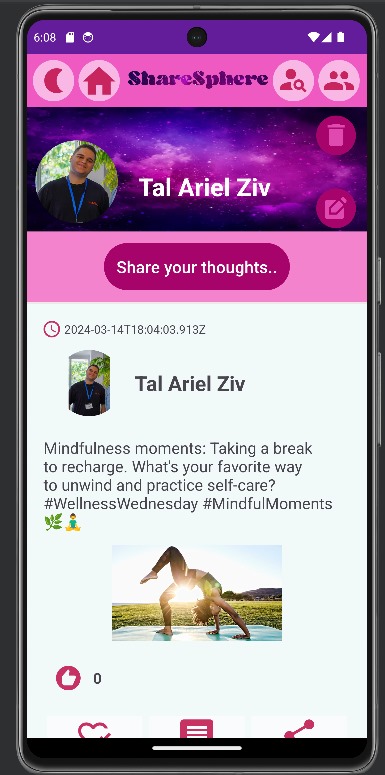 6:08
ShareSphere
Tal Ariel Ziv
Share your thoughts..
2024-03-14T18:04:03.913Z
Tal Ariel Ziv
Mindfulness moments: Taking a break
to recharge. What's your favorite way
to unwind and practice self-care?
#WellnessWednesday #MindfulMoments
🌿🧘‍♂️
0